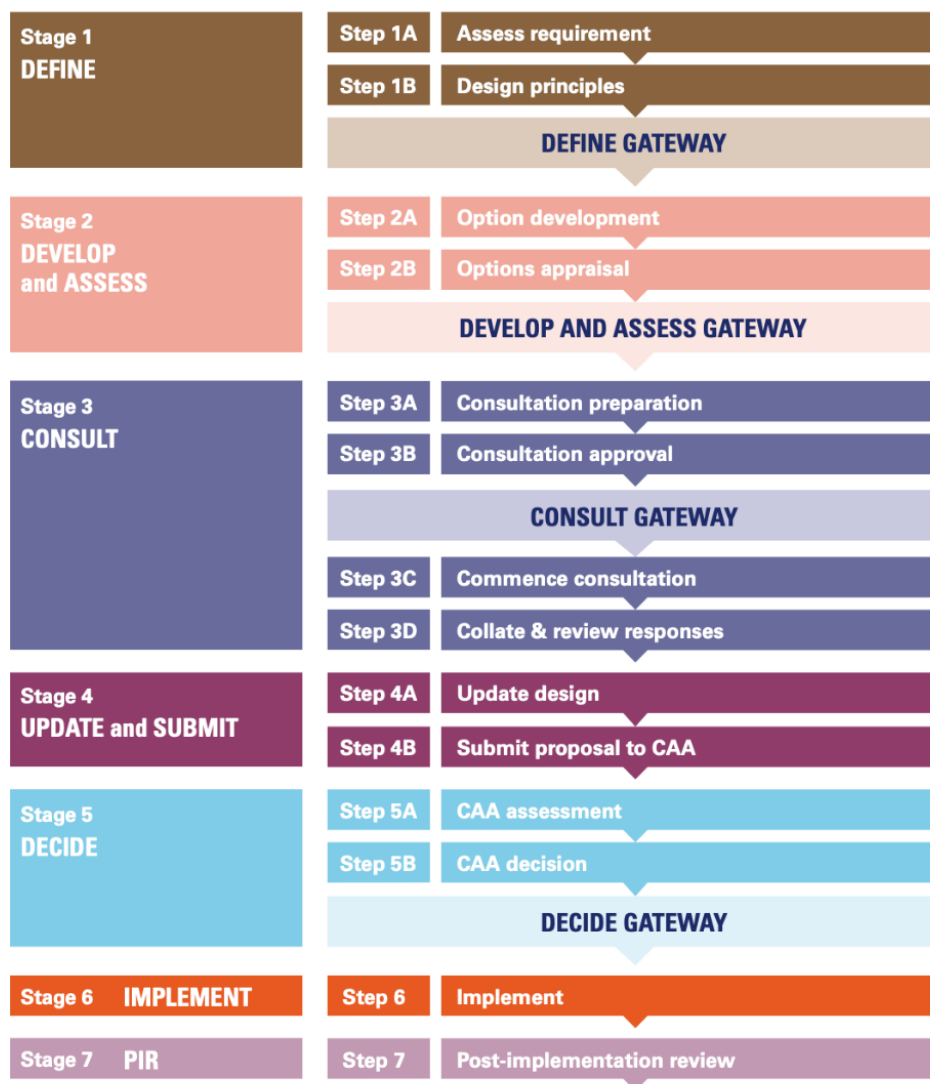 Stage 1
DEFINE
Step 1A Assess requirement
Step 1B Design principles
DEFINE GATEWAY
Stage 2
DEVELOP
and ASSESS
Step 2A Option development
Step 2B Options appraisal
DEVELOP AND ASSESS GATEWAY
Stage 3
CONSULT
Step 3A Consultation preparation
Step 3B Consultation approval
CONSULT GATEWAY
Step 3C Commence consultation
Step 3D Collate & review responses
Stage 4
UPDATE and SUBMIT
Step 4A Update design
Step 4B Submit proposal to CAA
Stage 5
DECIDE
Step 5A CAA assessment
Step 5B CAA decision
DECIDE GATEWAY
Stage 6 IMPLEMENT
Step 6 Implement
Stage 7 PIR
Step 7 Post-implementation review